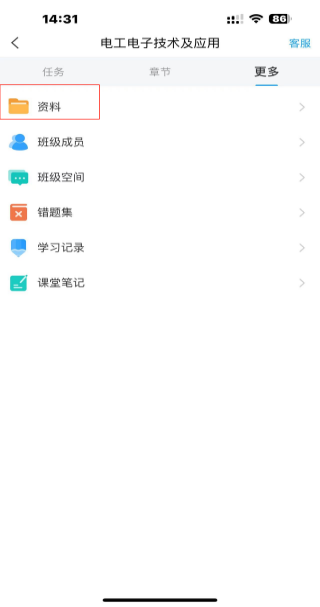 14:31
86
电工电子技术及应用
客服
任务
章节
更多
资料
班级成员
班级空间
错题集
学习记录
课堂笔记